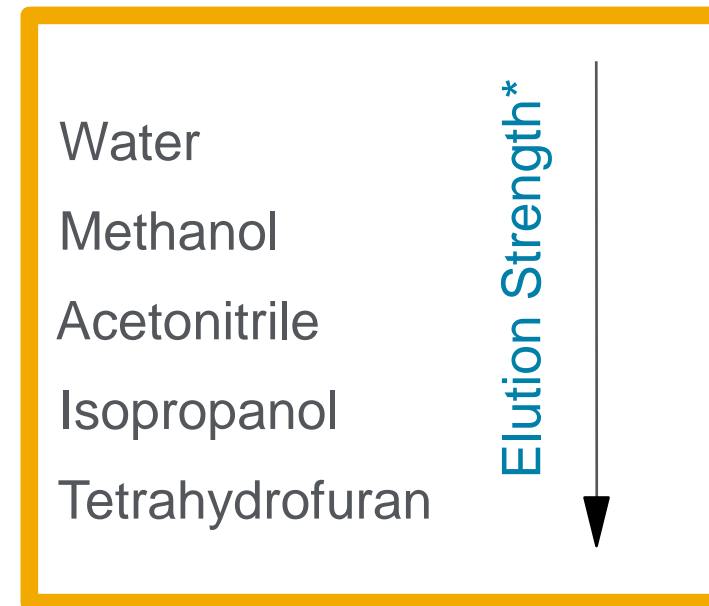 Water
Methanol
Acetonitrile
Isopropanol
Tetrahydrofuran
Elution Strength*